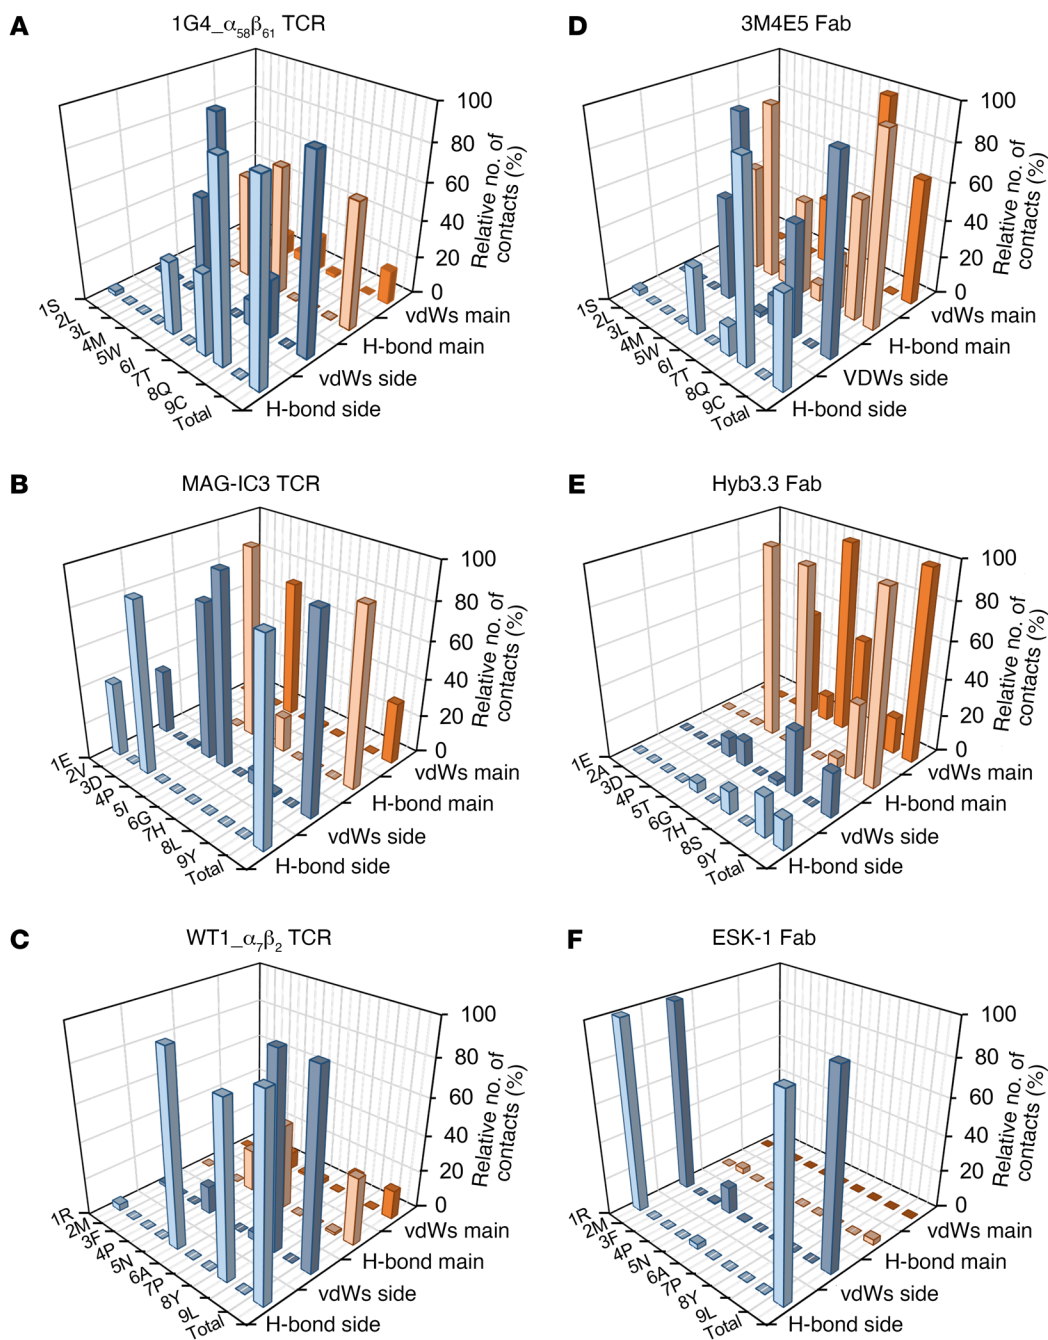 A
1G4_α58β61 TCR
100
80
60
40
20
0
Relative no. of
contacts (%)
1S
2L
3L
4M
5W
6I
7T
8Q
9C
Total
vdWs main
H-bond main
vdWs side
H-bond side
D
3M4E5 Fab
100
80
60
40
20
0
Relative no. of
contacts (%)
1S
2L
3L
4M
5W
6I
7T
8Q
9C
Total
vdWs main
H-bond main
VDWs side
H-bond side
B
MAG-IC3 TCR
100
80
60
40
20
0
Relative no. of
contacts (%)
1E
2V
3D
4P
5I
6G
7H
8L
9Y
Total
vdWs main
H-bond main
vdWs side
H-bond side
E
Hyb3.3 Fab
100
80
60
40
20
0
Relative no. of
contacts (%)
1E
2A
3D
4P
5T
6G
7H
8S
9Y
Total
vdWs main
H-bond main
vdWs side
H-bond side
C
WT1_α7β2 TCR
100
80
60
40
20
0
Relative no. of
contacts (%)
1R
2M
3F
4P
5N
6A
7P
8Y
9L
Total
vdWs main
H-bond main
vdWs side
H-bond side
F
ESK-1 Fab
100
80
60
40
20
0
Relative no. of
contacts (%)
1R
2M
3F
4P
5N
6A
7P
8Y
9L
Total
vdWs main
H-bond main
vdWs side
H-bond side